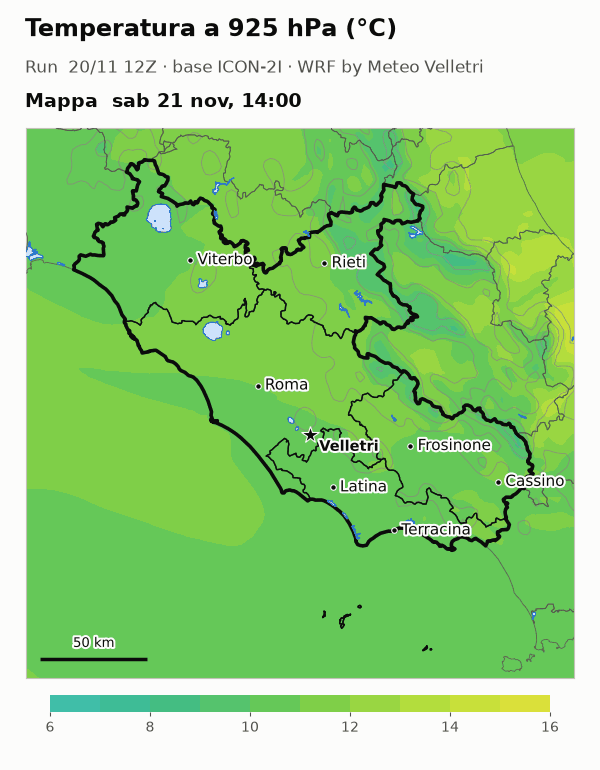 Temperatura a 925 hPa (°C)
Run  20/11 12Z · base ICON-2I · WRF by Meteo Velletri
Mappa  sab 21 nov, 14:00
Viterbo
Rieti
Roma
Velletri
Frosinone
Cassino
Latina
Terracina
50 km
6 8 10 12 14 16